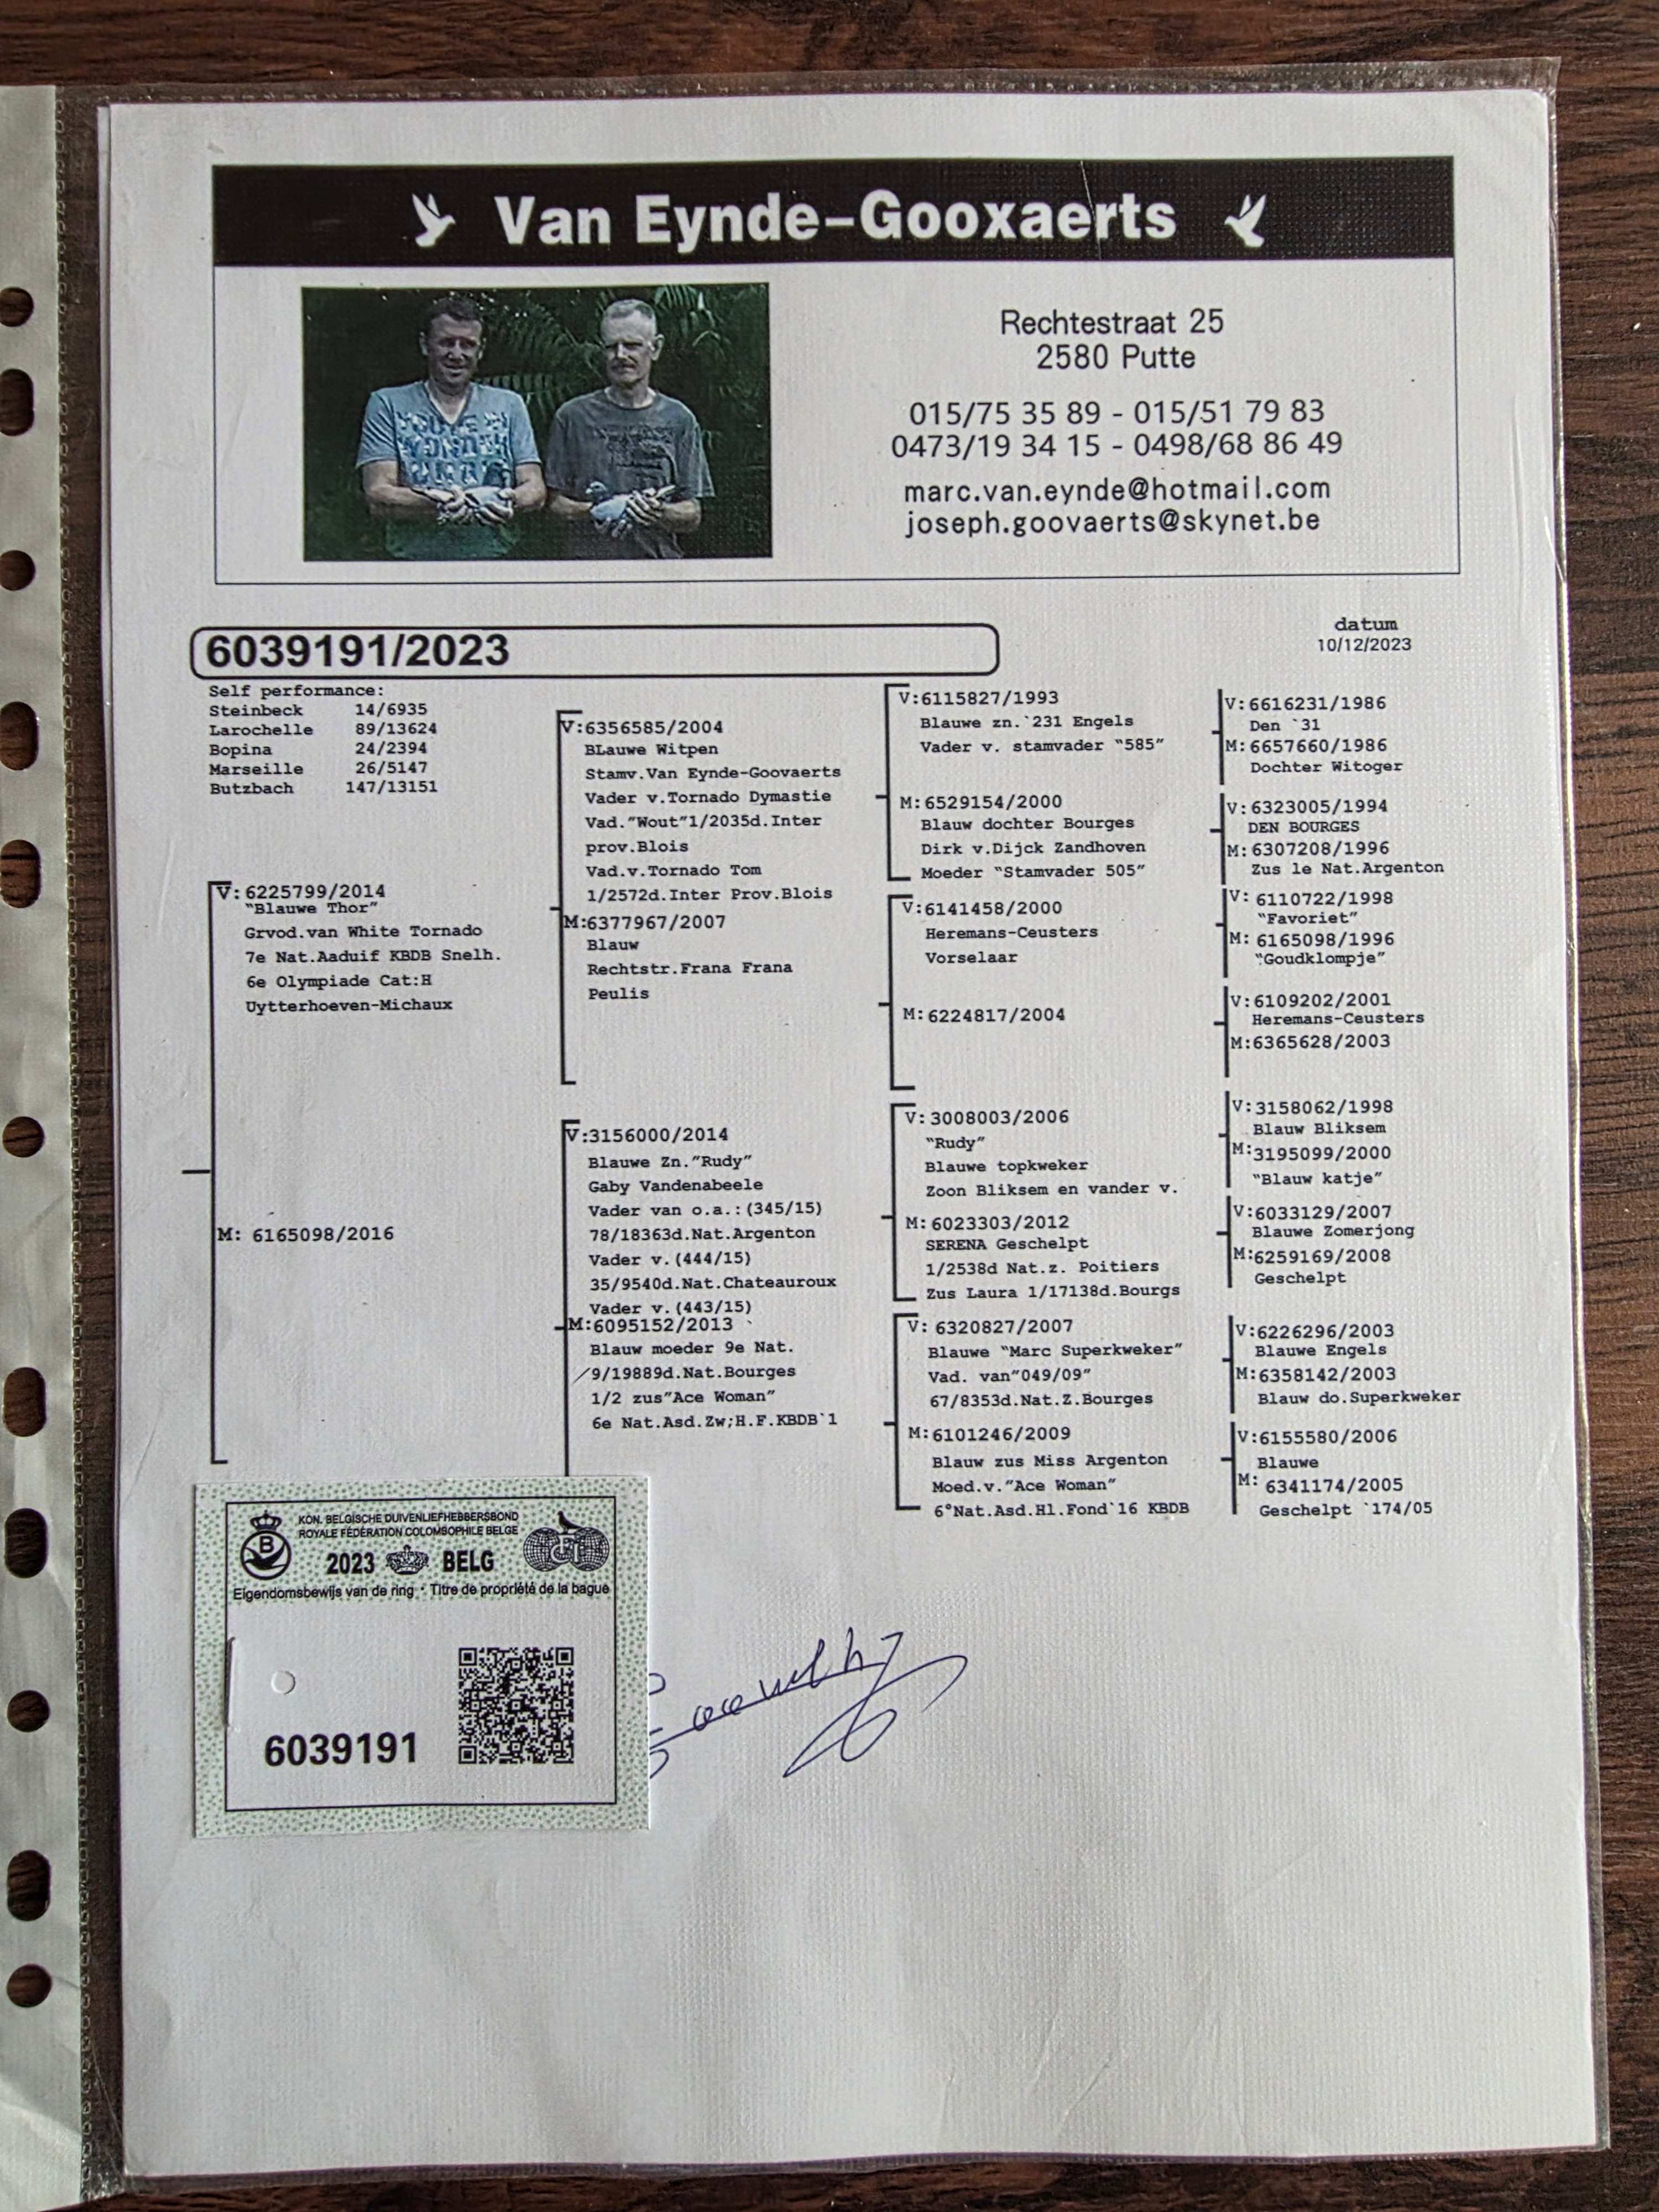 Van Eynde-Gooxaerts
Rechtestraat 25
2580 Putte
015/75 35 89 - 015/51 79 83
0473/19 34 15 - 0498/68 86 49
marc.van.eynde@hotmail.com
joseph.goovaerts@skynet.be
6039191/2023
datum
10/12/2023
Self performance:
Steinbeck 14/6935
Larochelle 89/13624
Bopina 24/2394
Marseille 26/5147
Butzbach 147/13151
V: 6225799/2014
"Blauwe Thor"
Grvod.van White Tornado
7e Nat.Aaduif KBDB Snelh.
6e Olympiade Cat:H
Uytterhoeven-Michaux
M: 6165098/2016
V:6356585/2004
BLauwe Witpen
Stamv.Van Eynde-Goovaerts
Vader v.Tornado Dymastie
Vad."Wout"1/2035d.Inter
prov.Blois
Vad.v.Tornado Tom
1/2572d.Inter Prov.Blois
M:6377967/2007
Blauw
Rechtstr.Frana Frana
Peulis
V:3156000/2014
Blauwe Zn."Rudy"
Gaby Vandenabeele
Vader van o.a.:(345/15)
78/18363d.Nat.Argenton
Vader v.(444/15)
35/9540d.Nat.Chateauroux
Vader v.(443/15)
M:6095152/2013 `
Blauw moeder 9e Nat.
/9/19889d.Nat.Bourges
1/2 zus"Ace Woman"
6e Nat.Asd.Zw;H.F.KBDB`1
V:6115827/1993
Blauwe zn.`231 Engels
Vader v. stamvader "585"
M:6529154/2000
Blauw dochter Bourges
Dirk v.Dijck Zandhoven
Moeder "Stamvader 505"
V:6141458/2000
Heremans-Ceusters
Vorselaar
M:6224817/2004
V:3008003/2006
"Rudy"
Blauwe topkweker
Zoon Bliksem en vander v.
M:6023303/2012
SERENA Geschelpt
1/2538d Nat.z. Poitiers
Zus Laura 1/17138d.Bourgs
V: 6320827/2007
Blauwe "Marc Superkweker"
Vad. van"049/09"
67/8353d.Nat.Z.Bourges
M:6101246/2009
Blauw zus Miss Argenton
Moed.v."Ace Woman"
6°Nat.Asd.Hl.Fond`16 KBDB
V:6616231/1986
Den `31
M:6657660/1986
Dochter Witoger
V:6323005/1994
DEN BOURGES
M:6307208/1996
Zus le Nat.Argenton
V: 6110722/1998
"Favoriet"
M: 6165098/1996
"Goudklompje"
V:6109202/2001
Heremans-Ceusters
M:6365628/2003
V:3158062/1998
Blauw Bliksem
M:3195099/2000
"Blauw katje"
V:6033129/2007
Blauwe Zomerjong
M:6259169/2008
Geschelpt
V:6226296/2003
Blauwe Engels
M:6358142/2003
Blauw do.Superkweker
V:6155580/2006
Blauwe
M: 6341174/2005
Geschelpt `174/05
KON. BELGISCHE DUIVENLIEFHEBBERSBOND
ROYALE FÉDÉRATION COLOMBOPHILE BELGE
B
2023 BELG
FCI
Eigendomsbewijs van de ring • Titre de propriété de la bague
6039191